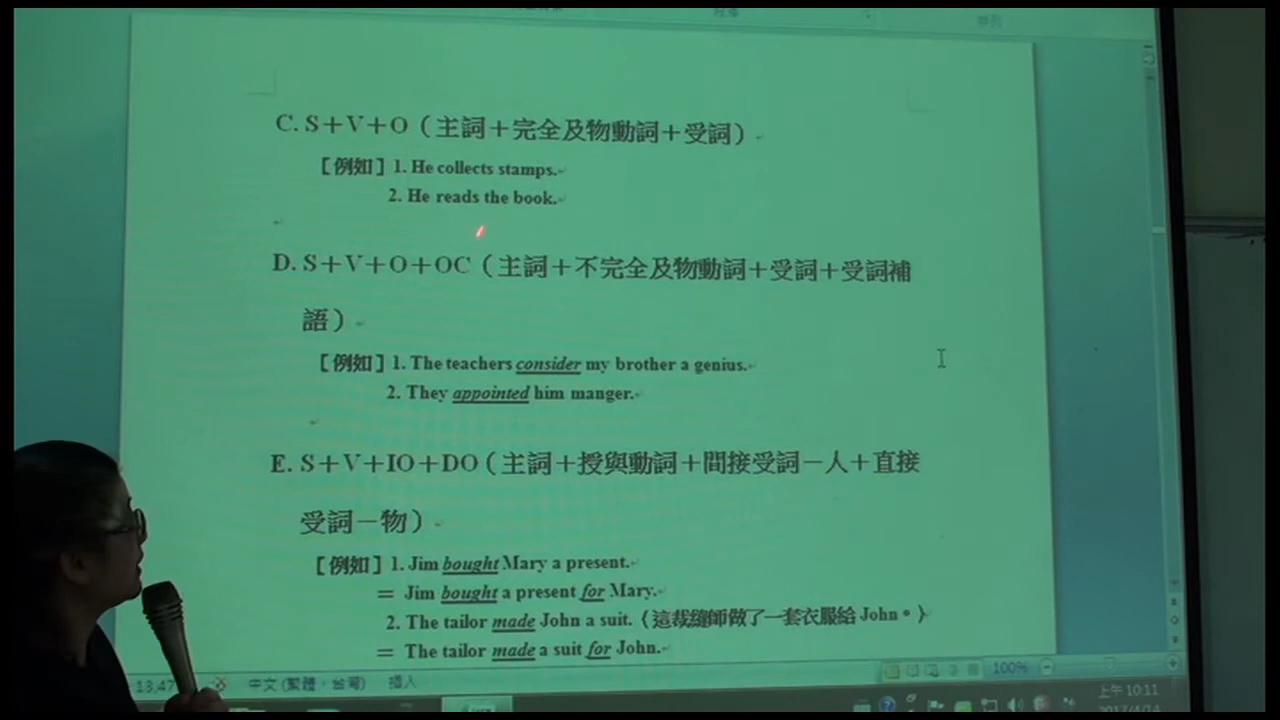 C. S＋V＋O（主詞＋完全及物動詞＋受詞）
［例如］1. He collects stamps.
2. He reads the book.
D. S＋V＋O＋OC（主詞＋不完全及物動詞＋受詞＋受詞補
語）
［例如］1. The teachers consider my brother a genius.
2. They appointed him manger.
E. S＋V＋IO＋DO（主詞＋授與動詞＋間接受詞－人＋直接
受詞－物）
［例如］1. Jim bought Mary a present.
＝ Jim bought a present for Mary.
2. The tailor made John a suit.（這裁縫師做了一套衣服給 John。）
＝ The tailor made a suit for John.
中文 (繁體，台灣) 插入 100%
上午 10:11